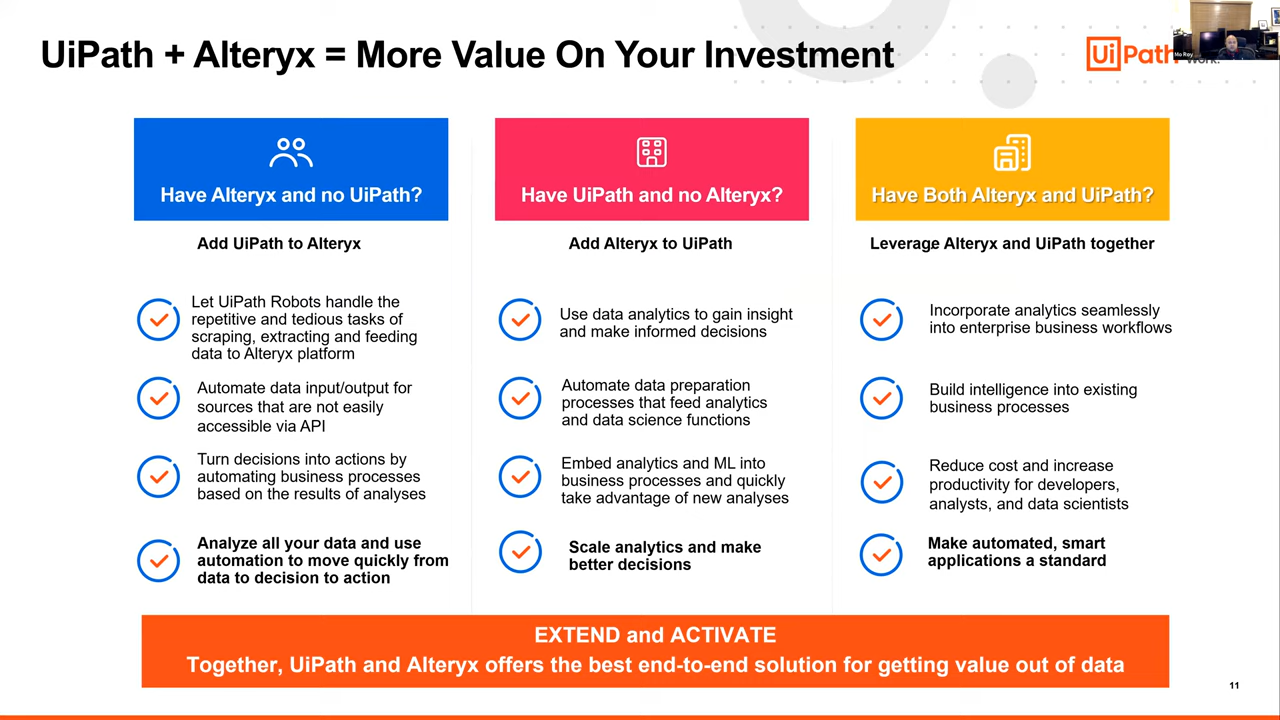 UiPath + Alteryx = More Value On Your Investment
Ui Path
work.
Mo Roy
Have Alteryx and no UiPath?
Add UiPath to Alteryx
Let UiPath Robots handle the
repetitive and tedious tasks of
scraping, extracting and feeding
data to Alteryx platform
Automate data input/output for
sources that are not easily
accessible via API
Turn decisions into actions by
automating business processes
based on the results of analyses
Analyze all your data and use
automation to move quickly from
data to decision to action
Have UiPath and no Alteryx?
Add Alteryx to UiPath
Use data analytics to gain insight
and make informed decisions
Automate data preparation
processes that feed analytics
and data science functions
Embed analytics and ML into
business processes and quickly
take advantage of new analyses
Scale analytics and make
better decisions
Have Both Alteryx and UiPath?
Leverage Alteryx and UiPath together
Incorporate analytics seamlessly
into enterprise business workflows
Build intelligence into existing
business processes
Reduce cost and increase
productivity for developers,
analysts, and data scientists
Make automated, smart
applications a standard
EXTEND and ACTIVATE
Together, UiPath and Alteryx offers the best end-to-end solution for getting value out of data
11